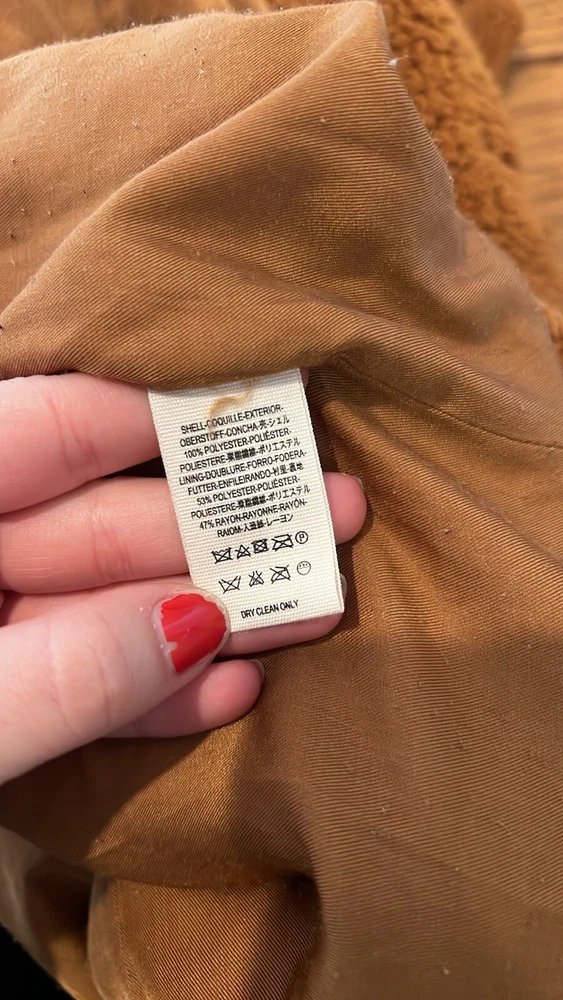 SHELL-COQUILLE-EXTERIOR-
OBERSTOFF-CONCHA-壳-シェル
100% POLYESTER-POLIÉSTER-
POLIESTERE-聚酯纖維-ポリエステル
LINING-DOUBLURE-FORRO-FODERA-
FUTTER-ENFILEIRANDO-衬里-裏地
53% POLYESTER-POLIÉSTER-
POLIESTERE-聚酯纖維-ポリエステル
47% RAYON-RAYONNE-RAYÓN-
RAIOM-人造絲-レーヨン
P
DRY CLEAN ONLY